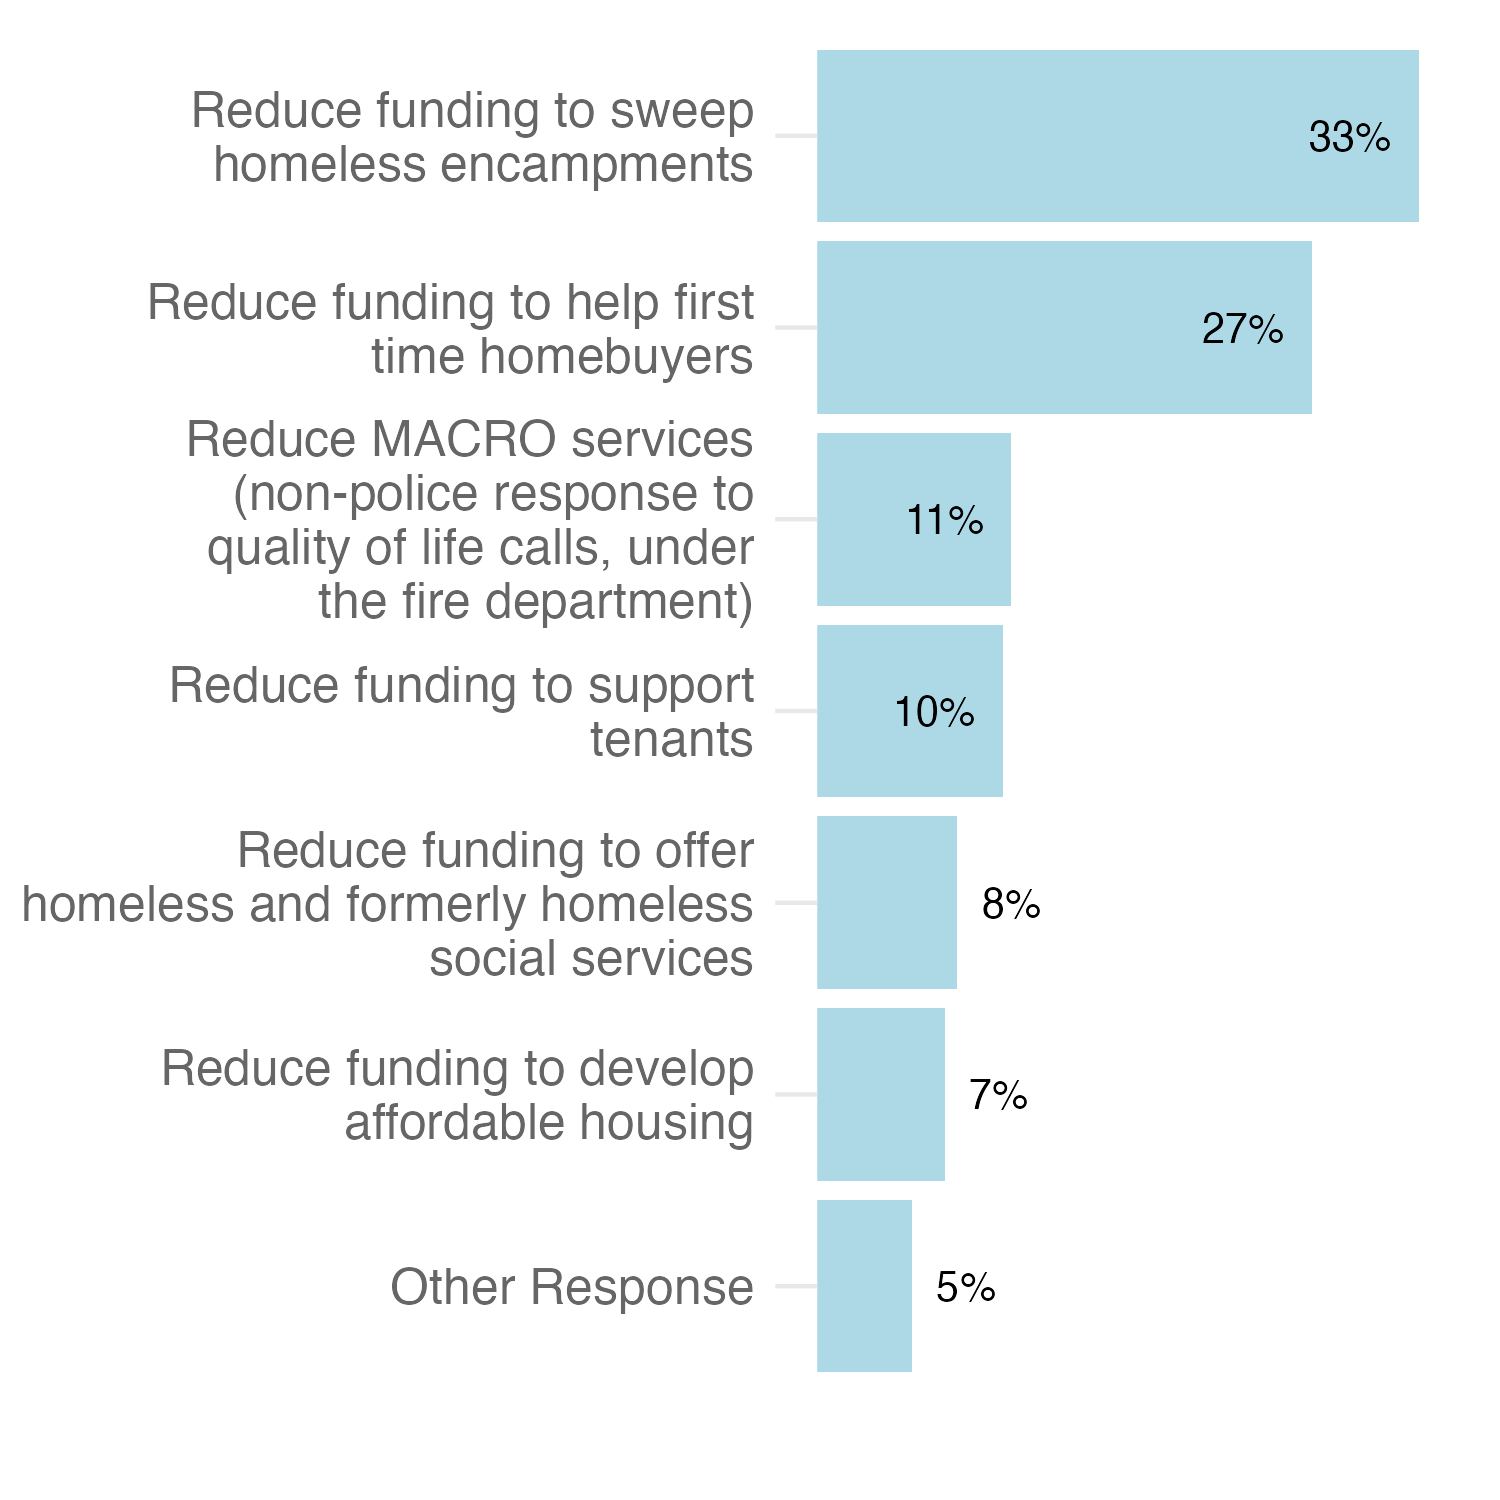 Reduce funding to sweep
homeless encampments
33%
Reduce funding to help first
time homebuyers
27%
Reduce MACRO services
(non-police response to
quality of life calls, under
the fire department)
11%
Reduce funding to support
tenants
10%
Reduce funding to offer
homeless and formerly homeless
social services
8%
Reduce funding to develop
affordable housing
7%
Other Response
5%